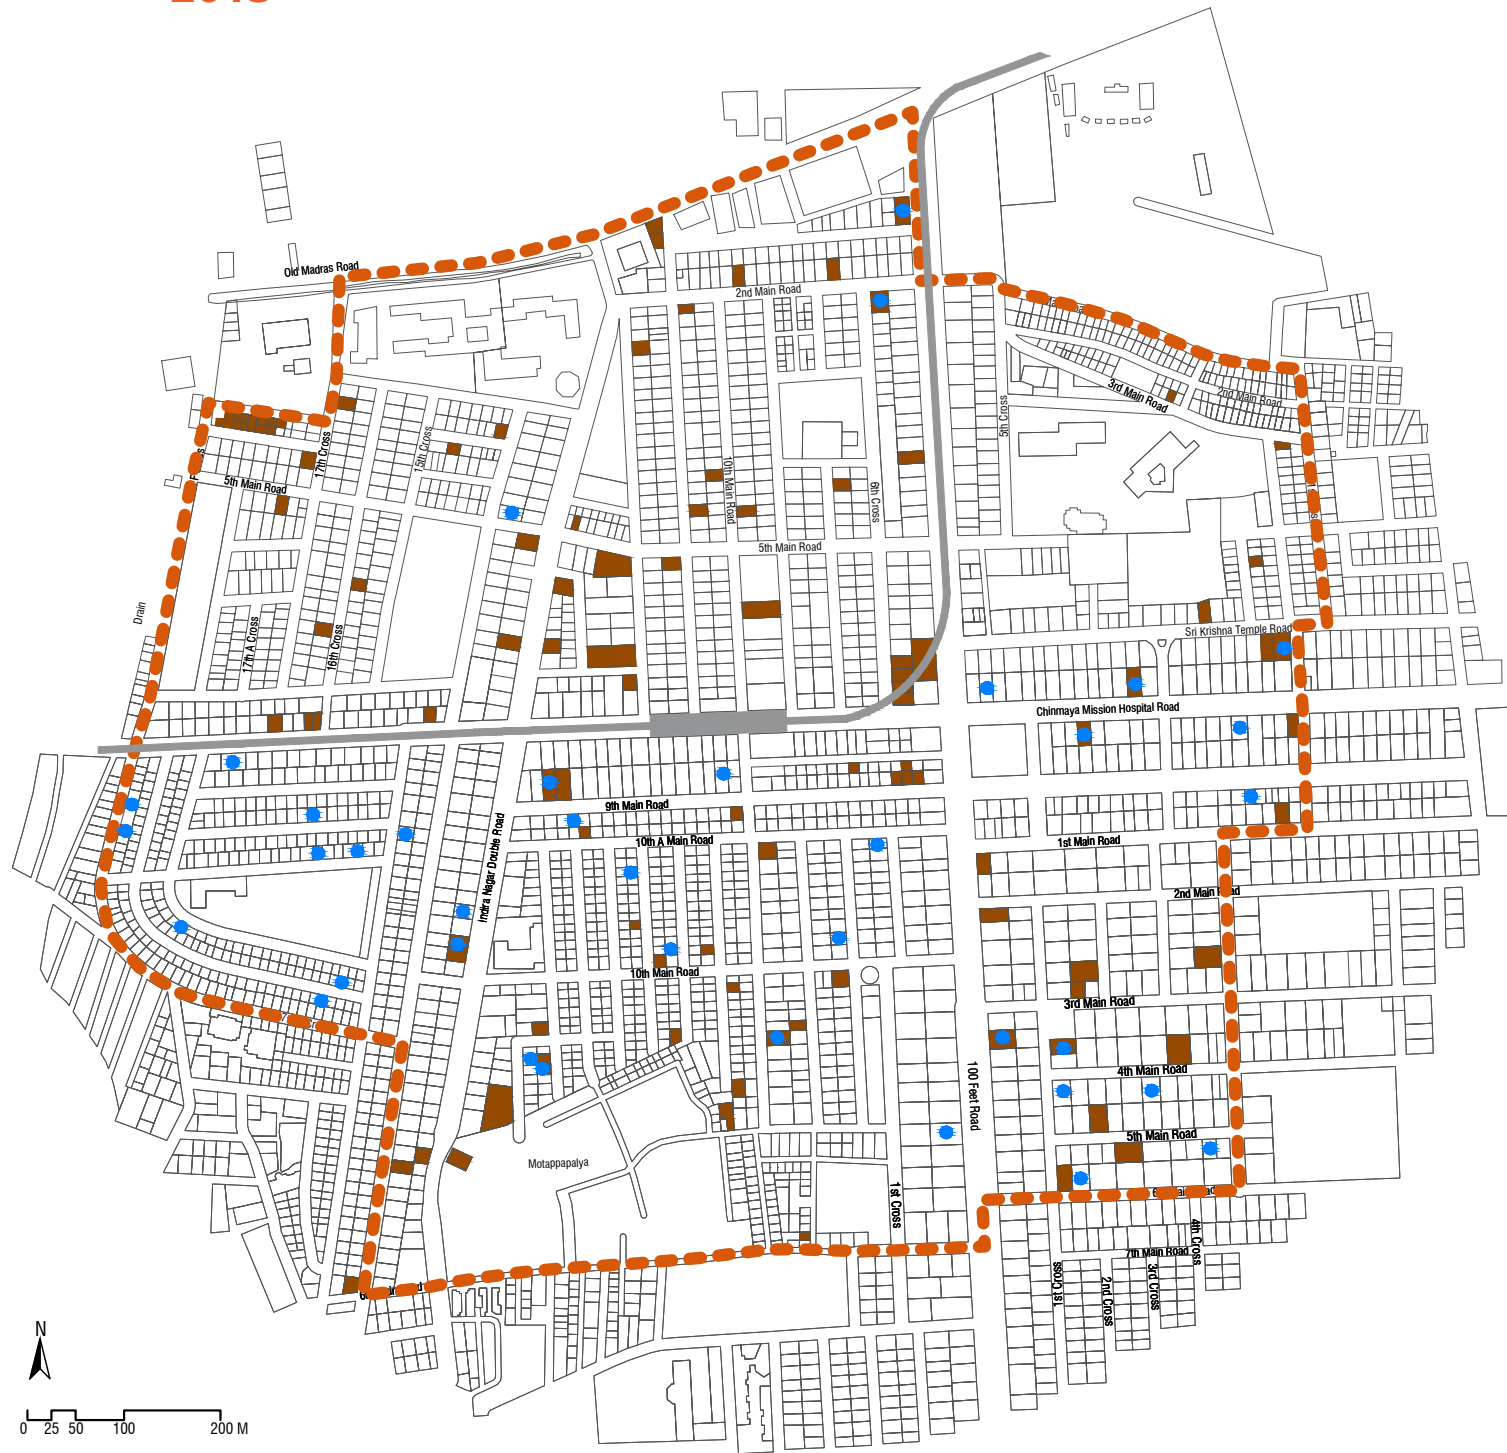 Old Madras Road
2nd Main Road
3rd Main Road
2nd Main Road
5th Cross
17th Cross
15th Cross
5th Main Road
10th Main Road
6th Cross
5th Main Road
Drain
17th A Cross
16th Cross
Sri Krishna Temple Road
Chinmaya Mission Hospital Road
9th Main Road
10th A Main Road
1st Main Road
Indira Nagar Double Road
2nd Main Road
10th Main Road
3rd Main Road
100 Feet Road
4th Main Road
5th Main Road
Motappapalya
1st Cross
4th Cross
7th Main Road
1st Cross
2nd Cross
3rd Cross
N
0 25 50 100 200 M